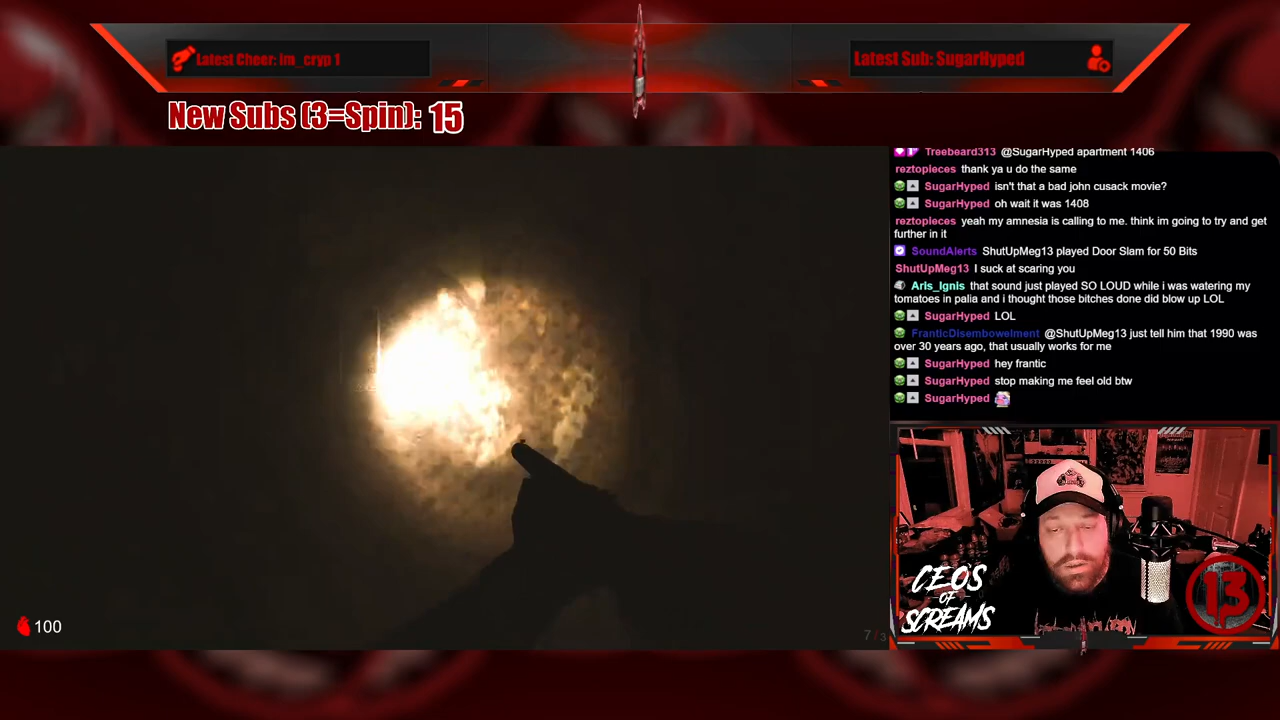 Latest Cheer: im_cryp 1
Latest Sub: SugarHyped
New Subs (3=Spin): 15
Treebeard313 @SugarHyped apartment 1406
reztopieces thank ya u do the same
SugarHyped isn't that a bad john cusack movie?
SugarHyped oh wait it was 1408
reztopieces yeah my amnesia is calling to me. think im going to try and get
further in it
SoundAlerts ShutUpMeg13 played Door Slam for 50 Bits
ShutUpMeg13 I suck at scaring you
Aris_Ignis that sound just played SO LOUD while i was watering my
tomatoes in palia and i thought those bitches done did blow up LOL
SugarHyped LOL
FranticDisembowelment @ShutUpMeg13 just tell him that 1990 was
over 30 years ago, that usually works for me
SugarHyped hey frantic
SugarHyped stop making me feel old btw
SugarHyped
CEOS
OF
SCREAMS
13
100
7 / 3